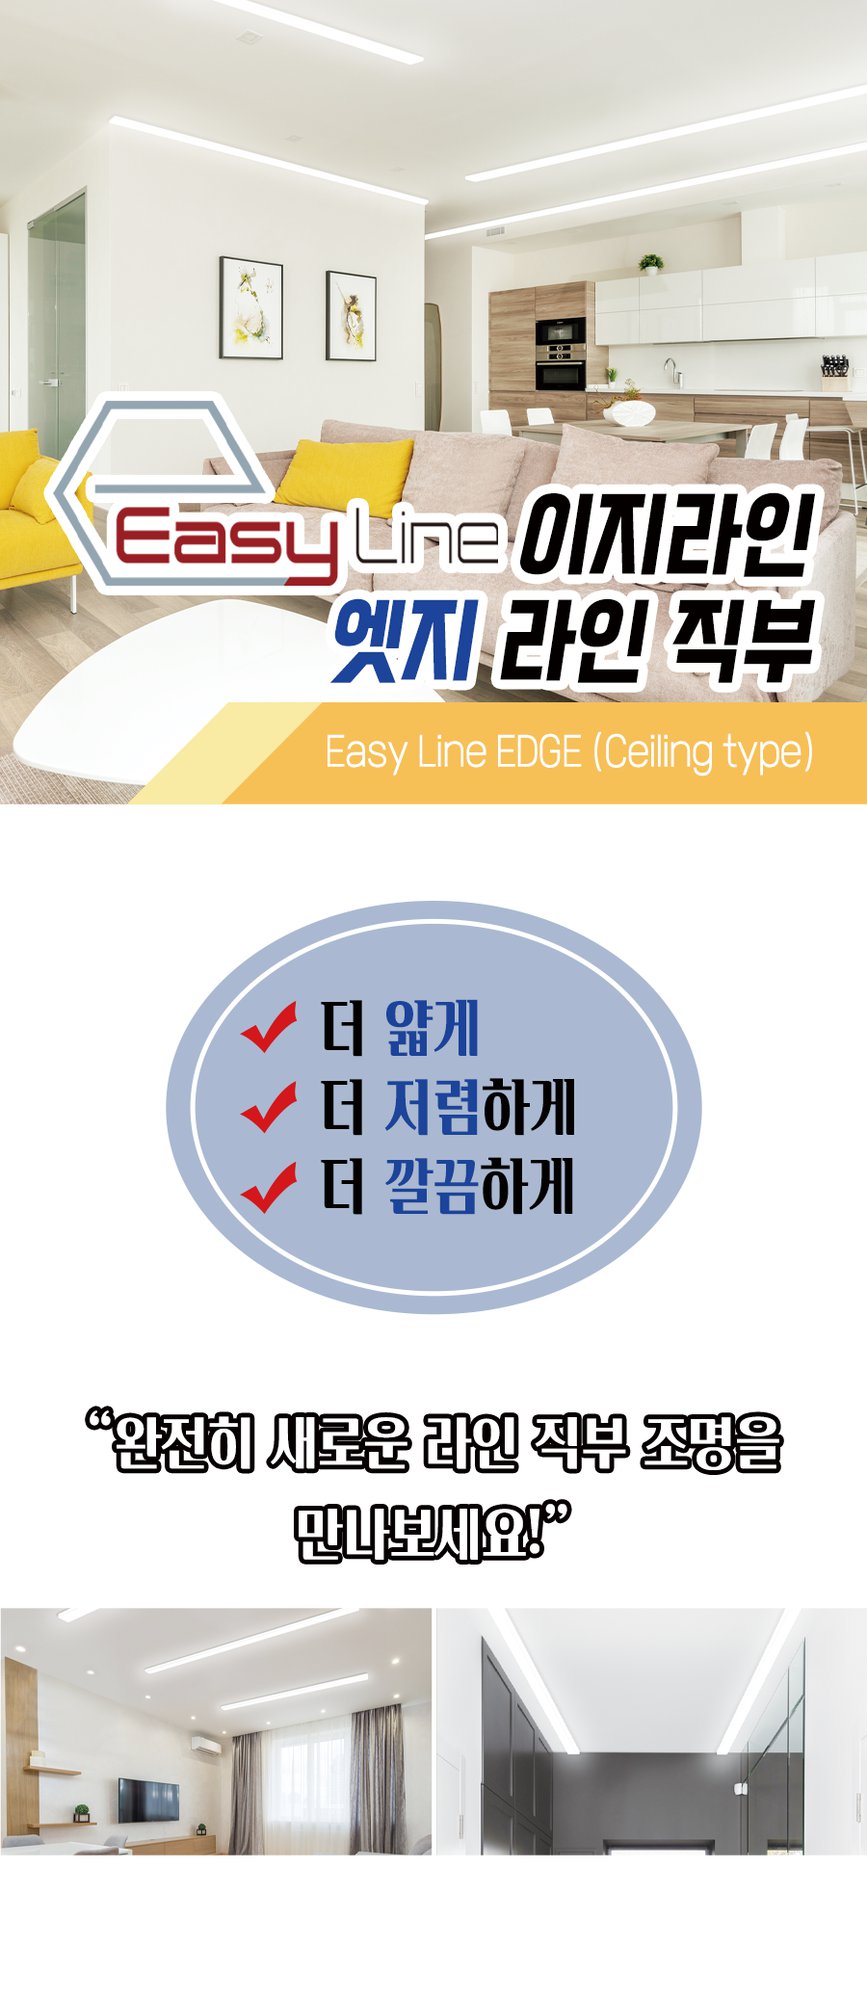 Easy Line 이지라인
엣지 라인 직부
Easy Line EDGE (Ceiling type)
더 얇게
더 저렴하게
더 깔끔하게
“완전히 새로운 라인 직부 조명을
만나보세요!”